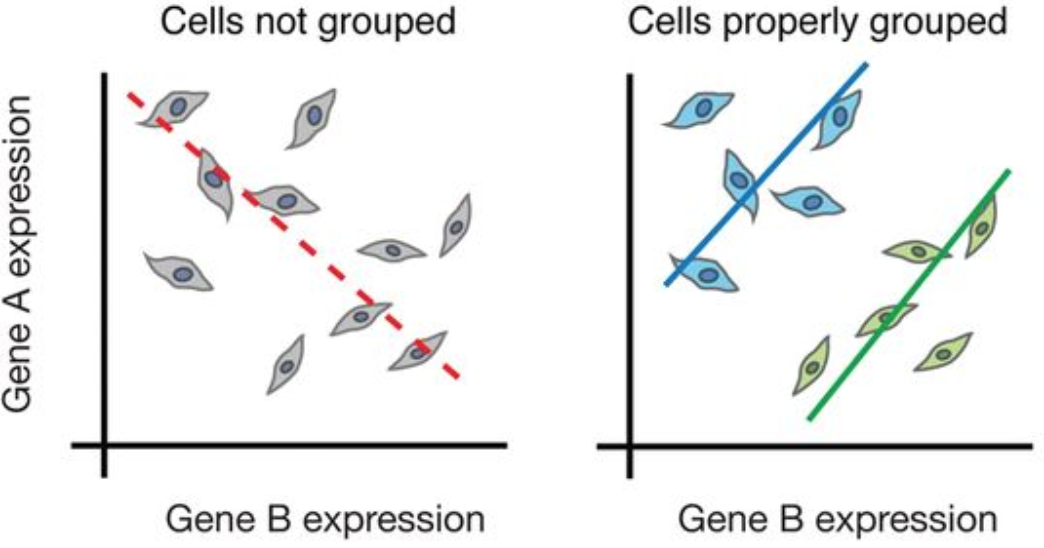 Cells not grouped
Cells properly grouped
Gene A expression
Gene B expression
Gene B expression